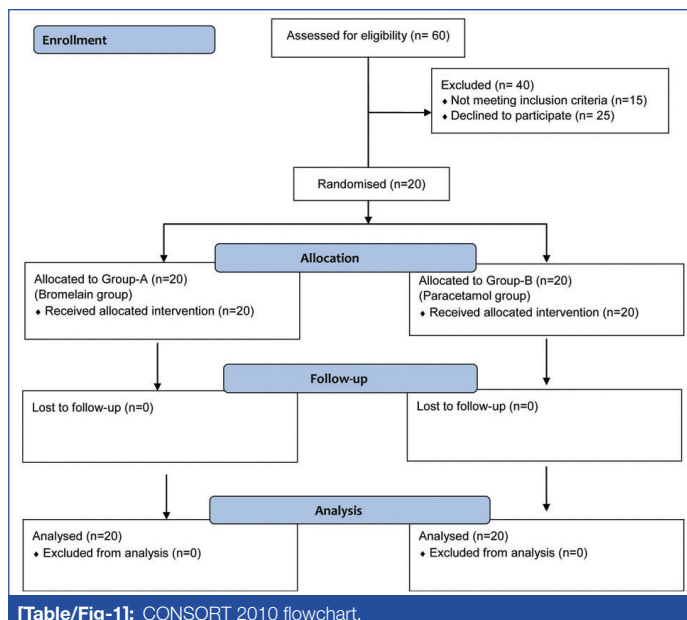 Enrollment
Assessed for eligibility (n= 60)
Excluded (n= 40)
♦ Not meeting inclusion criteria (n=15)
♦ Declined to participate (n= 25)
Randomised (n=20)
Allocation
Allocated to Group-A (n=20)
(Bromelain group)
♦ Received allocated intervention (n=20)
Allocated to Group-B (n=20)
(Paracetamol group)
♦ Received allocated intervention (n=20)
Follow-up
Lost to follow-up (n=0)
Lost to follow-up (n=0)
Analysis
Analysed (n=20)
♦ Excluded from analysis (n=0)
Analysed (n=20)
♦ Excluded from analysis (n=0)
[Table/Fig-1]: CONSORT 2010 flowchart.